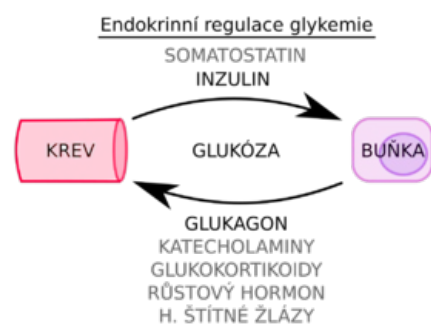 Endokrinní regulace glykemie
SOMATOSTATIN
INZULIN
KREV
GLUKÓZA
BUŇKA
GLUKAGON
KATECHOLAMINY
GLUKOKORTIKOIDY
RŮSTOVÝ HORMON
H. ŠTÍTNÉ ŽLÁZY